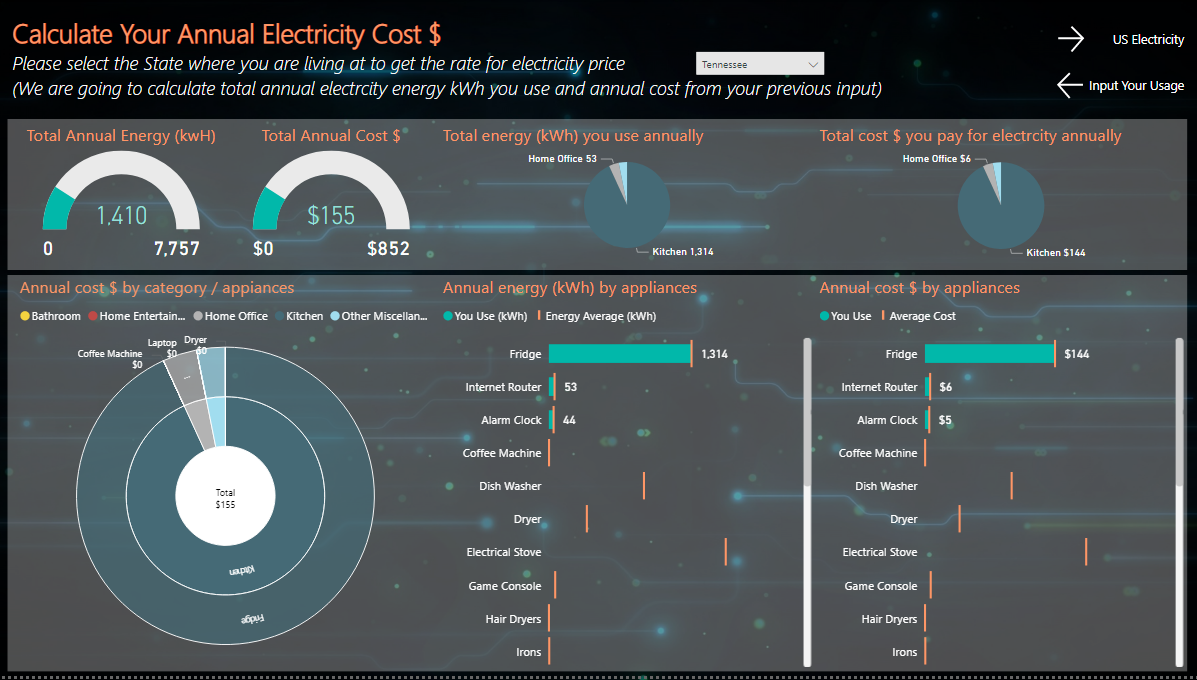 Calculate Your Annual Electricity Cost $
Please select the State where you are living at to get the rate for electricity price
(We are going to calculate total annual electrcity energy kWh you use and annual cost from your previous input)
Tennessee
US Electricity
Input Your Usage
Total Annual Energy (kwH)
1,410
0
7,757
Total Annual Cost $
$155
$0
$852
Total energy (kWh) you use annually
Home Office 53
Kitchen 1,314
Total cost $ you pay for electrcity annually
Home Office $6
Kitchen $144
Annual cost $ by category / appiances
Bathroom
Home Entertain...
Home Office
Kitchen
Other Miscellan...
Coffee Machine
$0
Laptop
$0
Dryer
$0
Total
$155
Kitchen
Fridge
Annual energy (kWh) by appliances
You Use (kWh)
Energy Average (kWh)
Fridge 1,314
Internet Router 53
Alarm Clock 44
Coffee Machine
Dish Washer
Dryer
Electrical Stove
Game Console
Hair Dryers
Irons
Annual cost $ by appliances
You Use
Average Cost
Fridge $144
Internet Router $6
Alarm Clock $5
Coffee Machine
Dish Washer
Dryer
Electrical Stove
Game Console
Hair Dryers
Irons